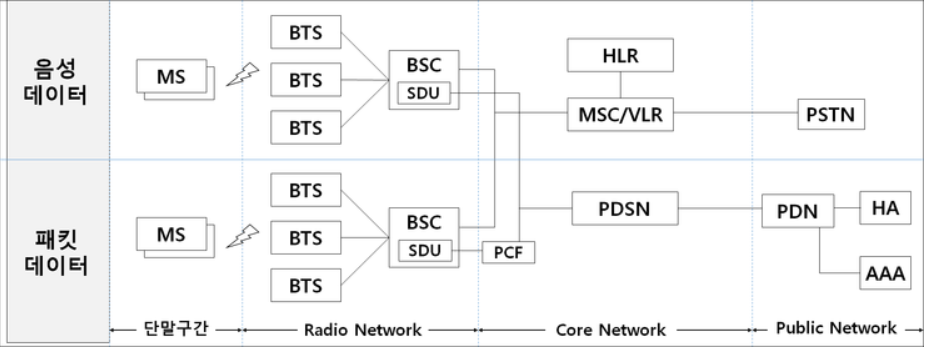 음성
데이터
MS
BTS
BTS
BTS
BSC
SDU
HLR
MSC/VLR
PSTN
패킷
데이터
MS
BTS
BTS
BTS
BSC
SDU
PCF
PDSN
PDN
HA
AAA
단말구간
Radio Network
Core Network
Public Network